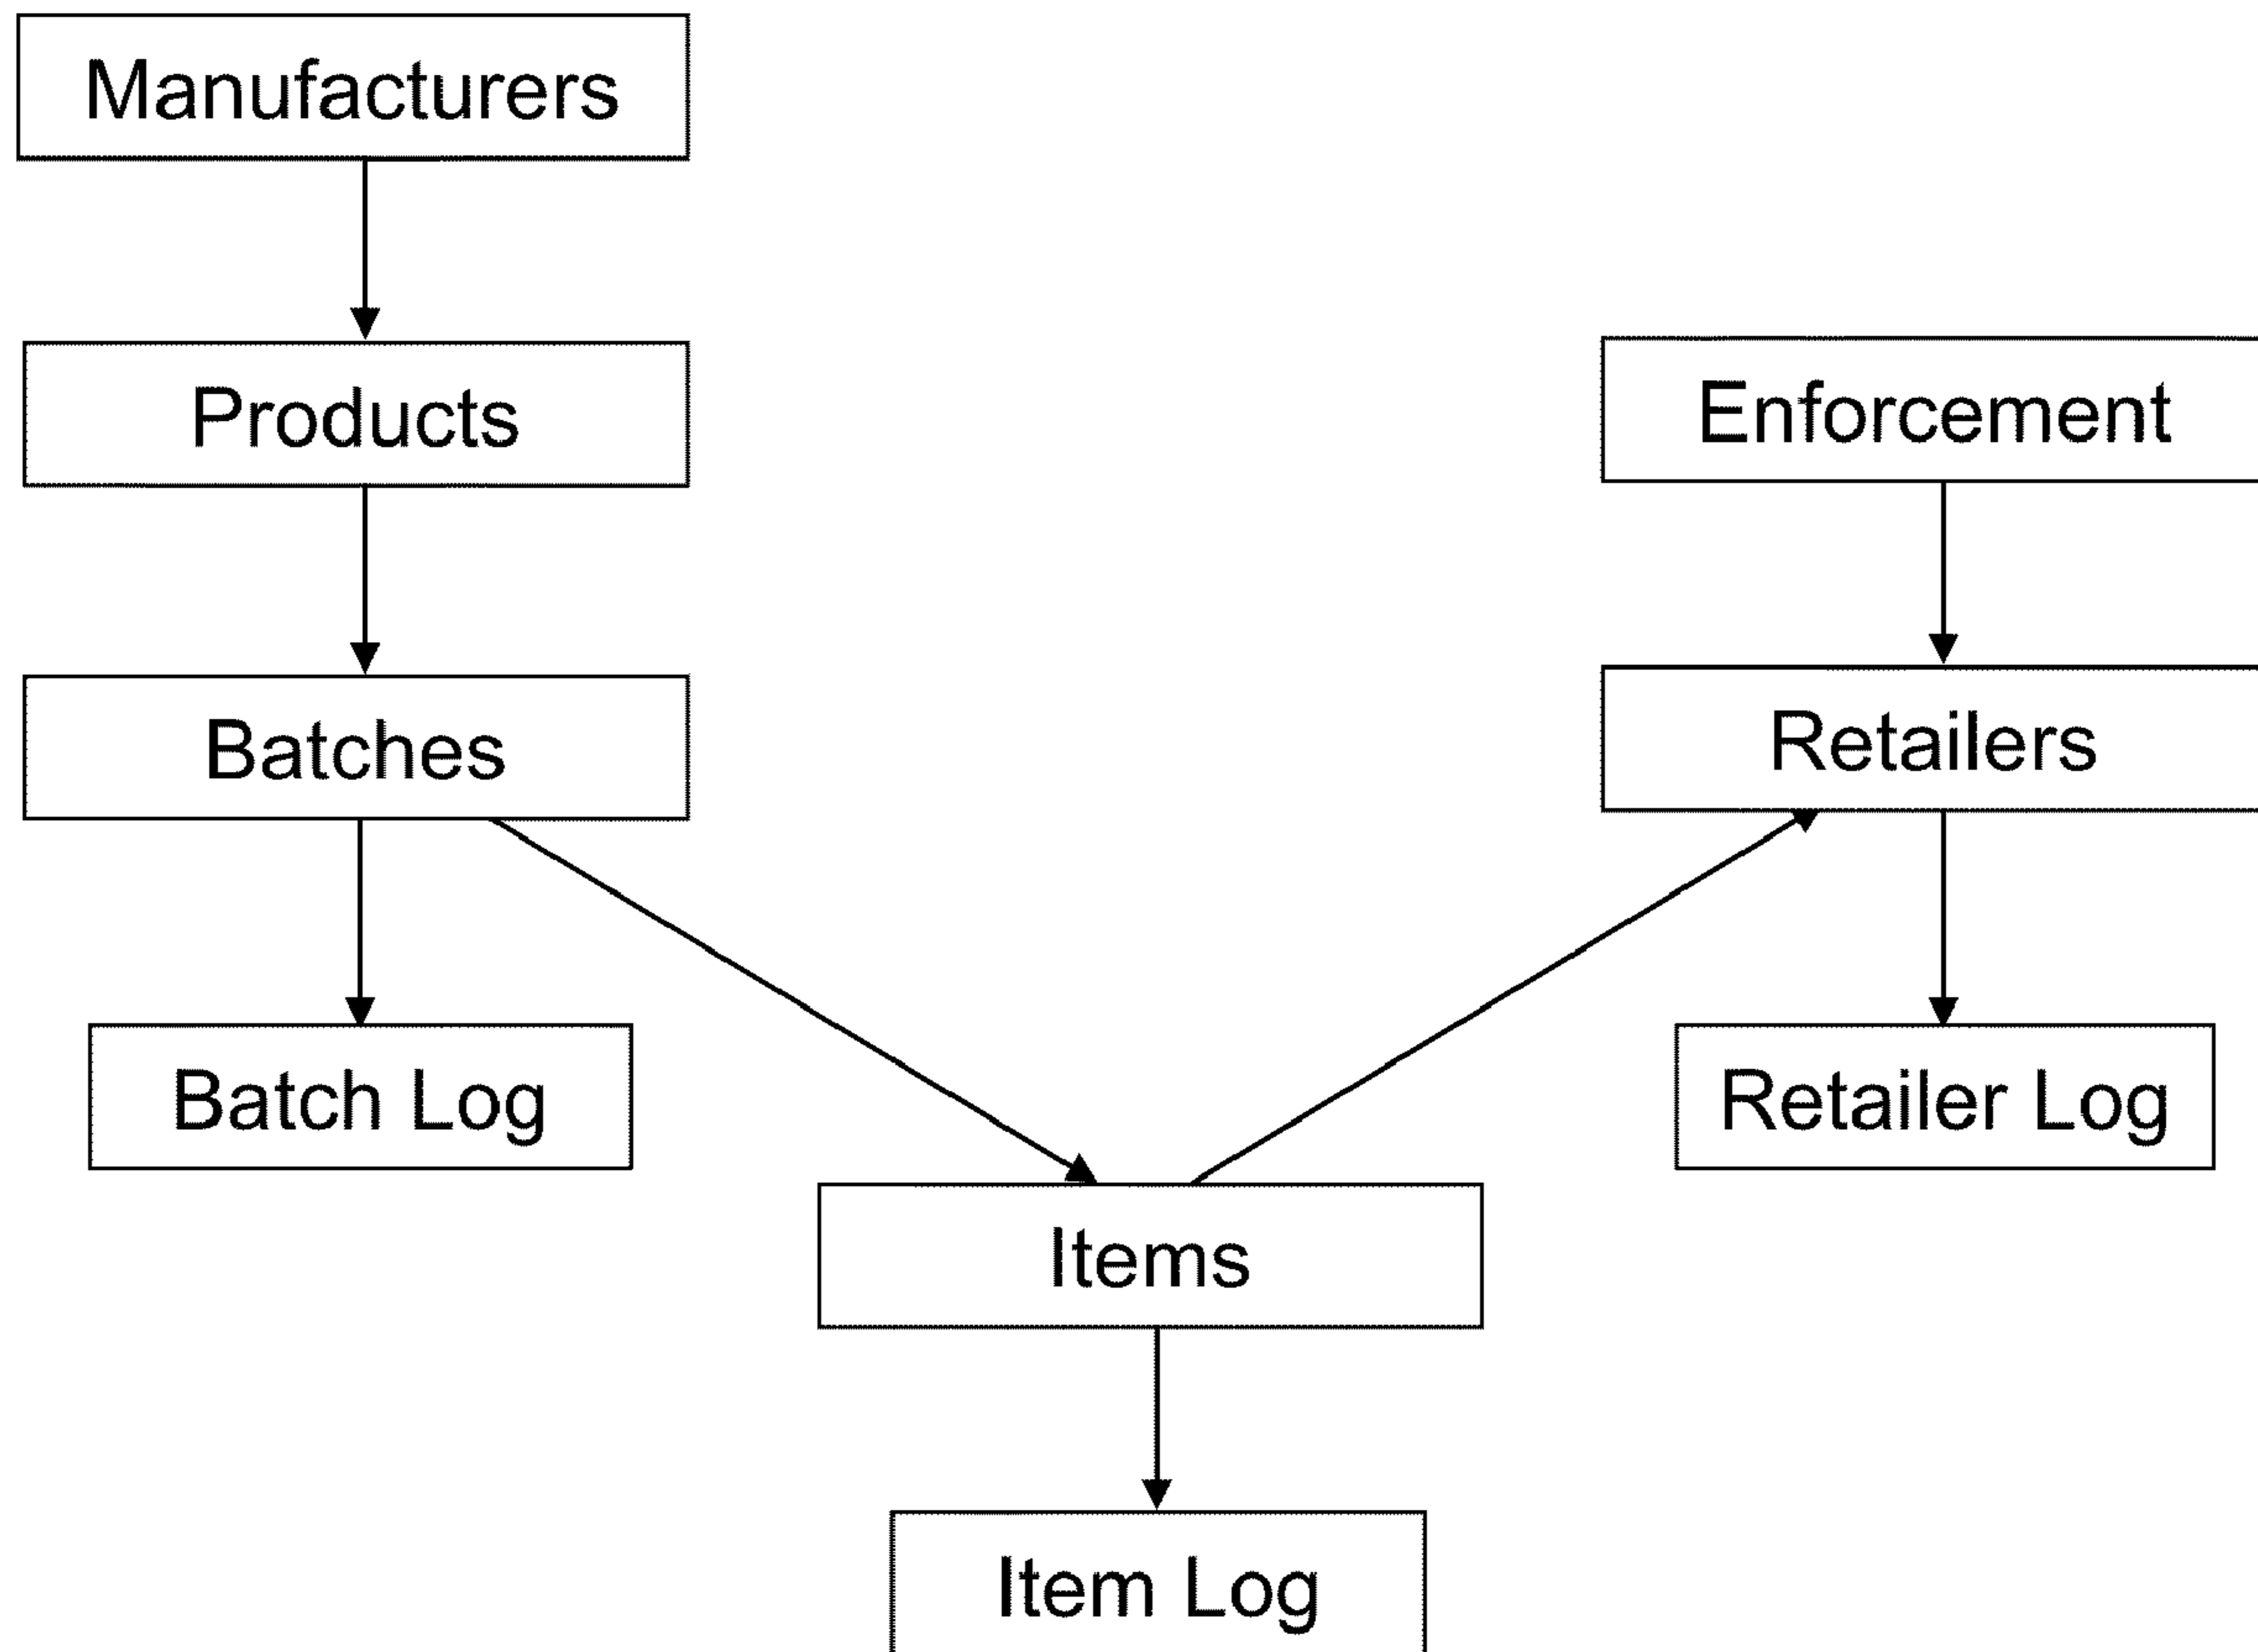 Manufacturers
Products
Enforcement
Batches
Retailers
Batch Log
Retailer Log
Items
Item Log